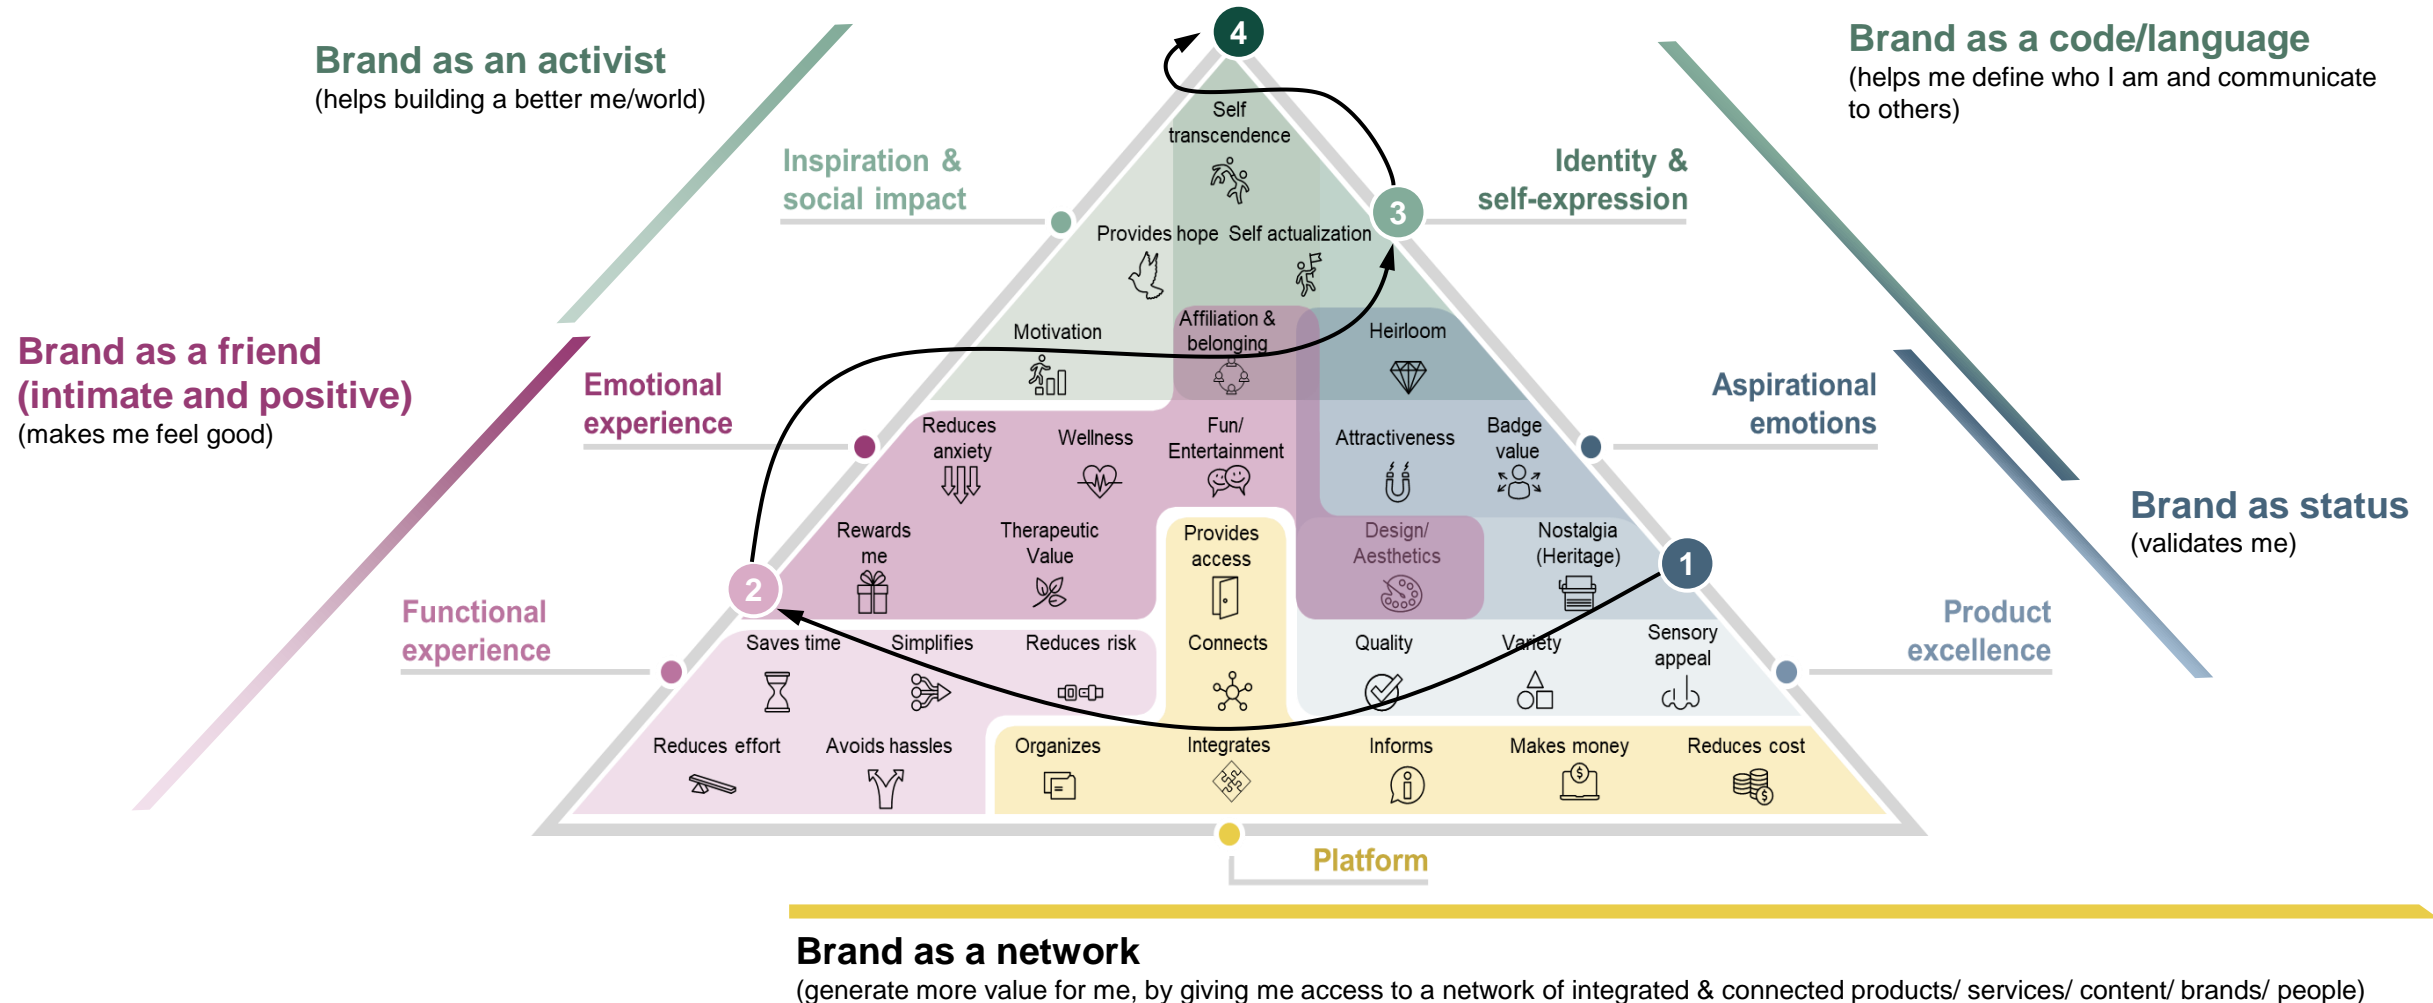 4
Brand as an activist
(helps building a better me/world)
Brand as a code/language
(helps me define who I am and communicate
to others)
Self
transcendence
Inspiration &
social impact
Identity &
self-expression
3
Provides hope
Self actualization
Motivation
Affiliation &
belonging
Heirloom
Brand as a friend
(intimate and positive)
(makes me feel good)
Emotional
experience
Aspirational
emotions
Reduces
anxiety
Wellness
Fun/
Entertainment
Attractiveness
Badge
value
Brand as status
(validates me)
Rewards
me
Therapeutic
Value
Provides
access
Design/
Aesthetics
Nostalgia
(Heritage)
1
2
Functional
experience
Product
excellence
Saves time
Simplifies
Reduces risk
Connects
Quality
Variety
Sensory
appeal
Reduces effort
Avoids hassles
Organizes
Integrates
Informs
Makes money
Reduces cost
Platform
Brand as a network
(generate more value for me, by giving me access to a network of integrated & connected products/ services/ content/ brands/ people)